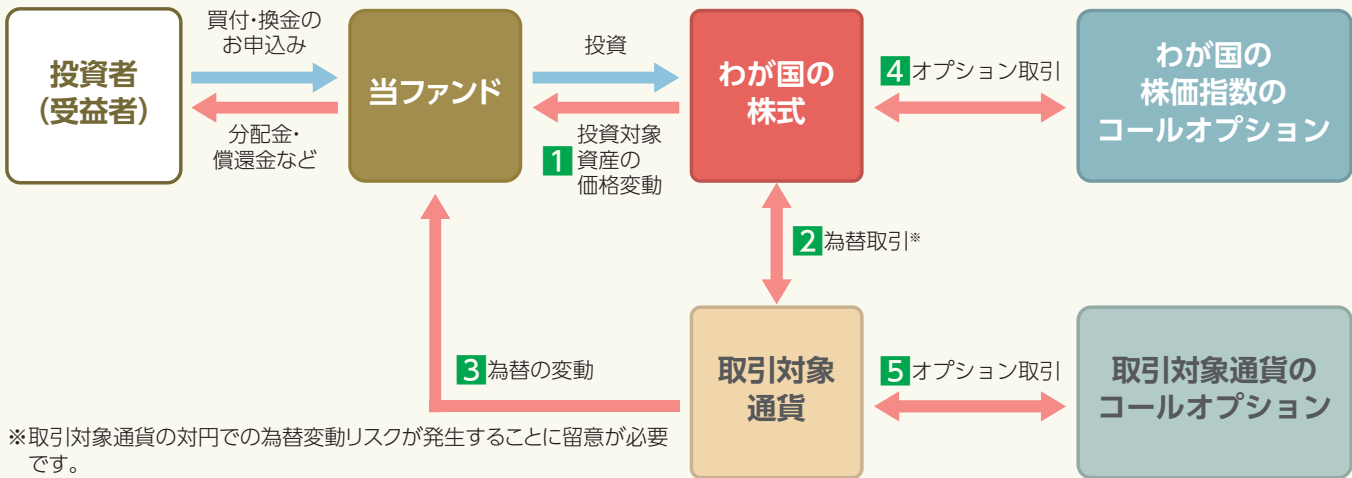 投資者
(受益者)
買付・換金の
お申込み
分配金・
償還金など
当ファンド
投資
1 投資対象
資産の
価格変動
わが国の
株式
4 オプション取引
わが国の
株価指数の
コールオプション
2 為替取引※
3 為替の変動
取引対象
通貨
5 オプション取引
取引対象通貨の
コールオプション
※取引対象通貨の対円での為替変動リスクが発生することに留意が必要
です。